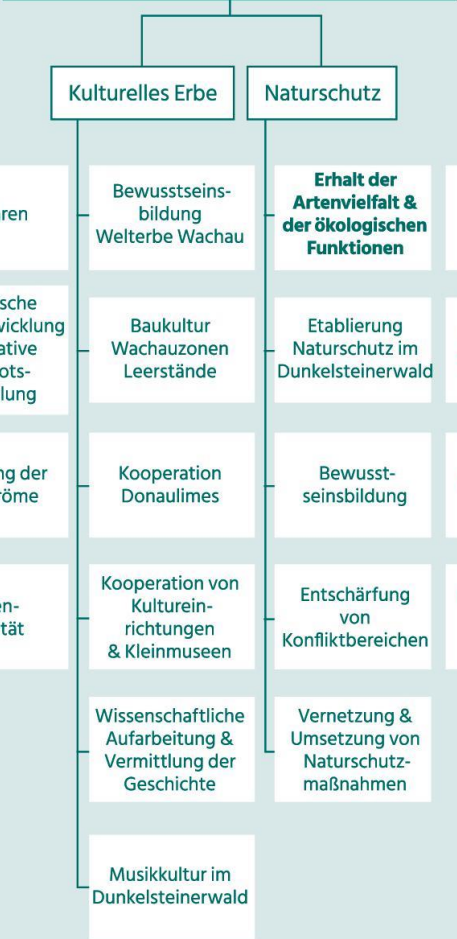 Kulturelles Erbe
Bewusstseins-
bildung
Welterbe Wachau
Baukultur
Wachauzonen
Leerstände
Kooperation
Donaulimes
Kooperation von
Kulturein-
richtungen
& Kleinmuseen
Wissenschaftliche
Aufarbeitung &
Vermittlung der
Geschichte
Musikkultur im
Dunkelsteinerwald
Naturschutz
Erhalt der
Artenvielfalt &
der ökologischen
Funktionen
Etablierung
Naturschutz im
Dunkelsteinerwald
Bewusst-
seinsbildung
Entschärfung
von
Konfliktbereichen
Vernetzung &
Umsetzung von
Naturschutz-
maßnahmen